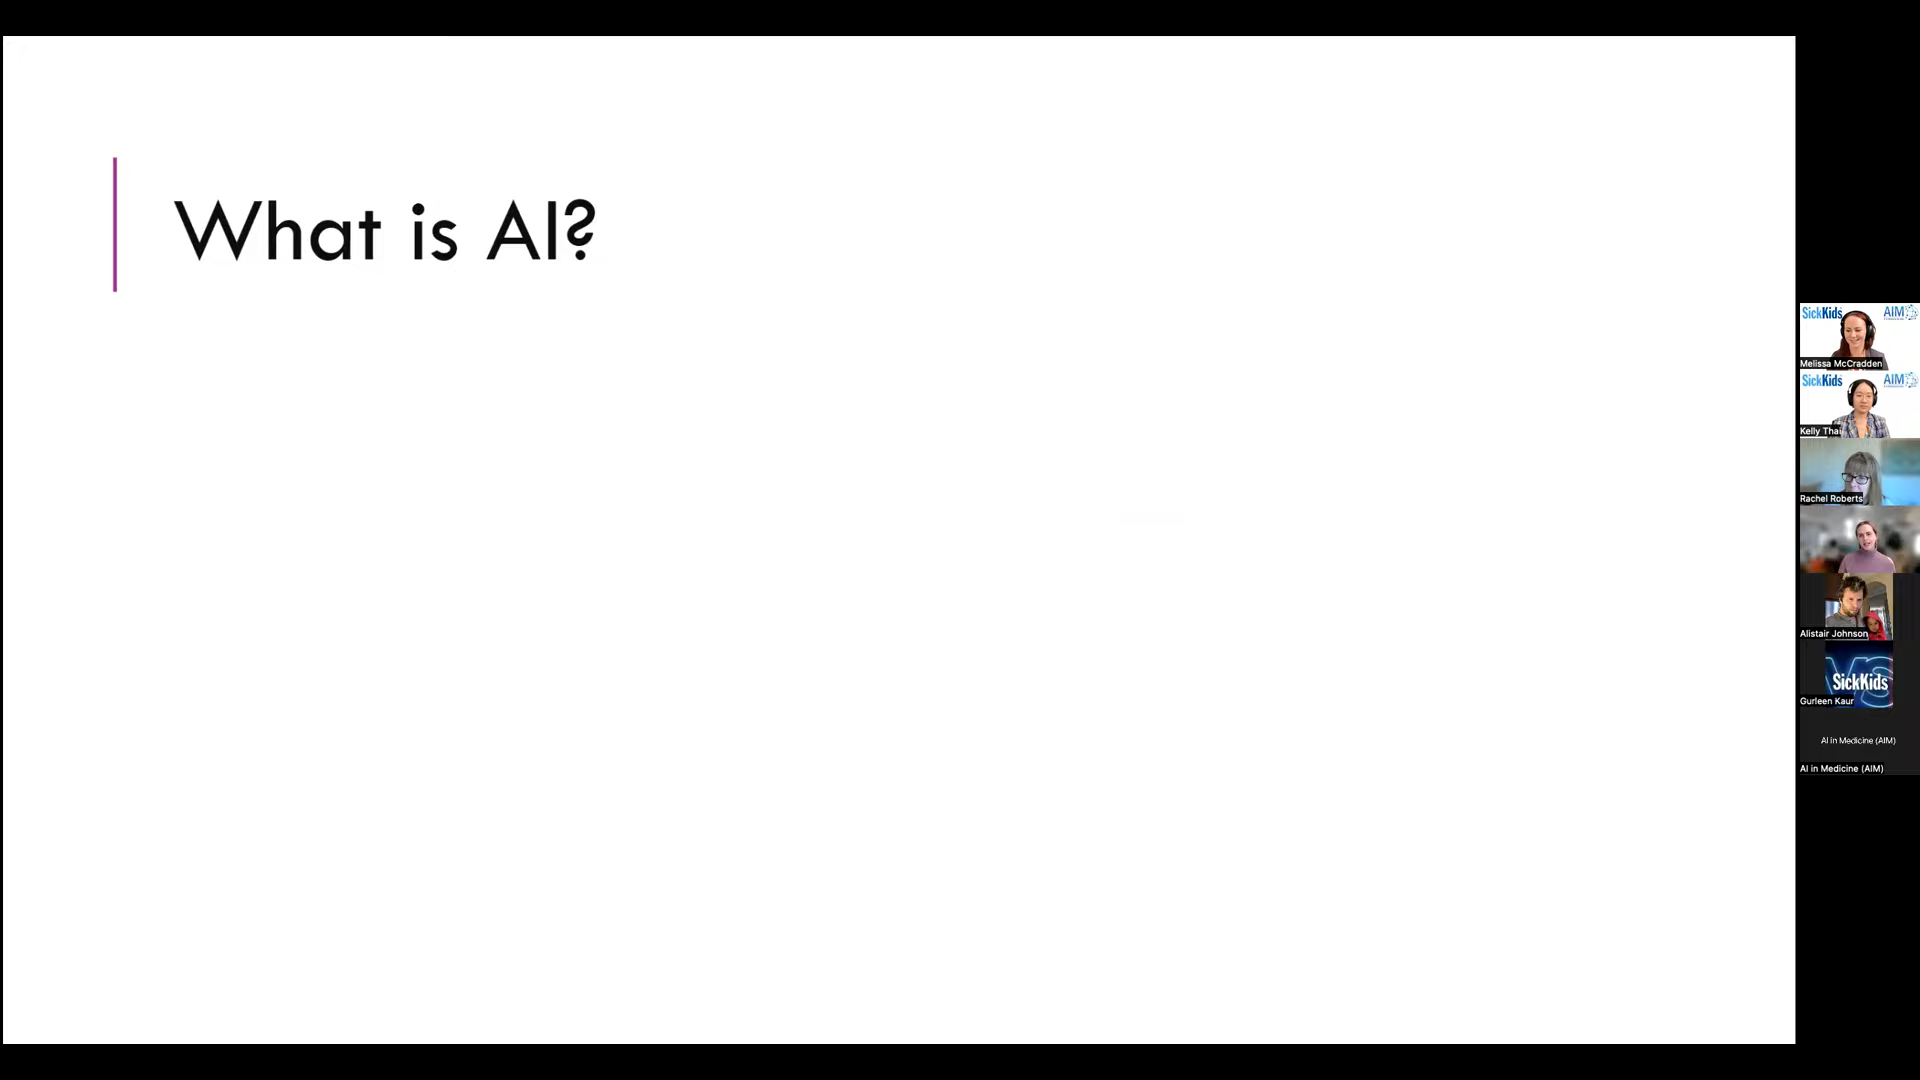 What is AI?
SickKids AIM
Melissa McCradden
SickKids AIM
Kelly Thai
Rachel Roberts
Alistair Johnson
SickKids
Gurleen Kaur
AI in Medicine (AIM)
AI in Medicine (AIM)